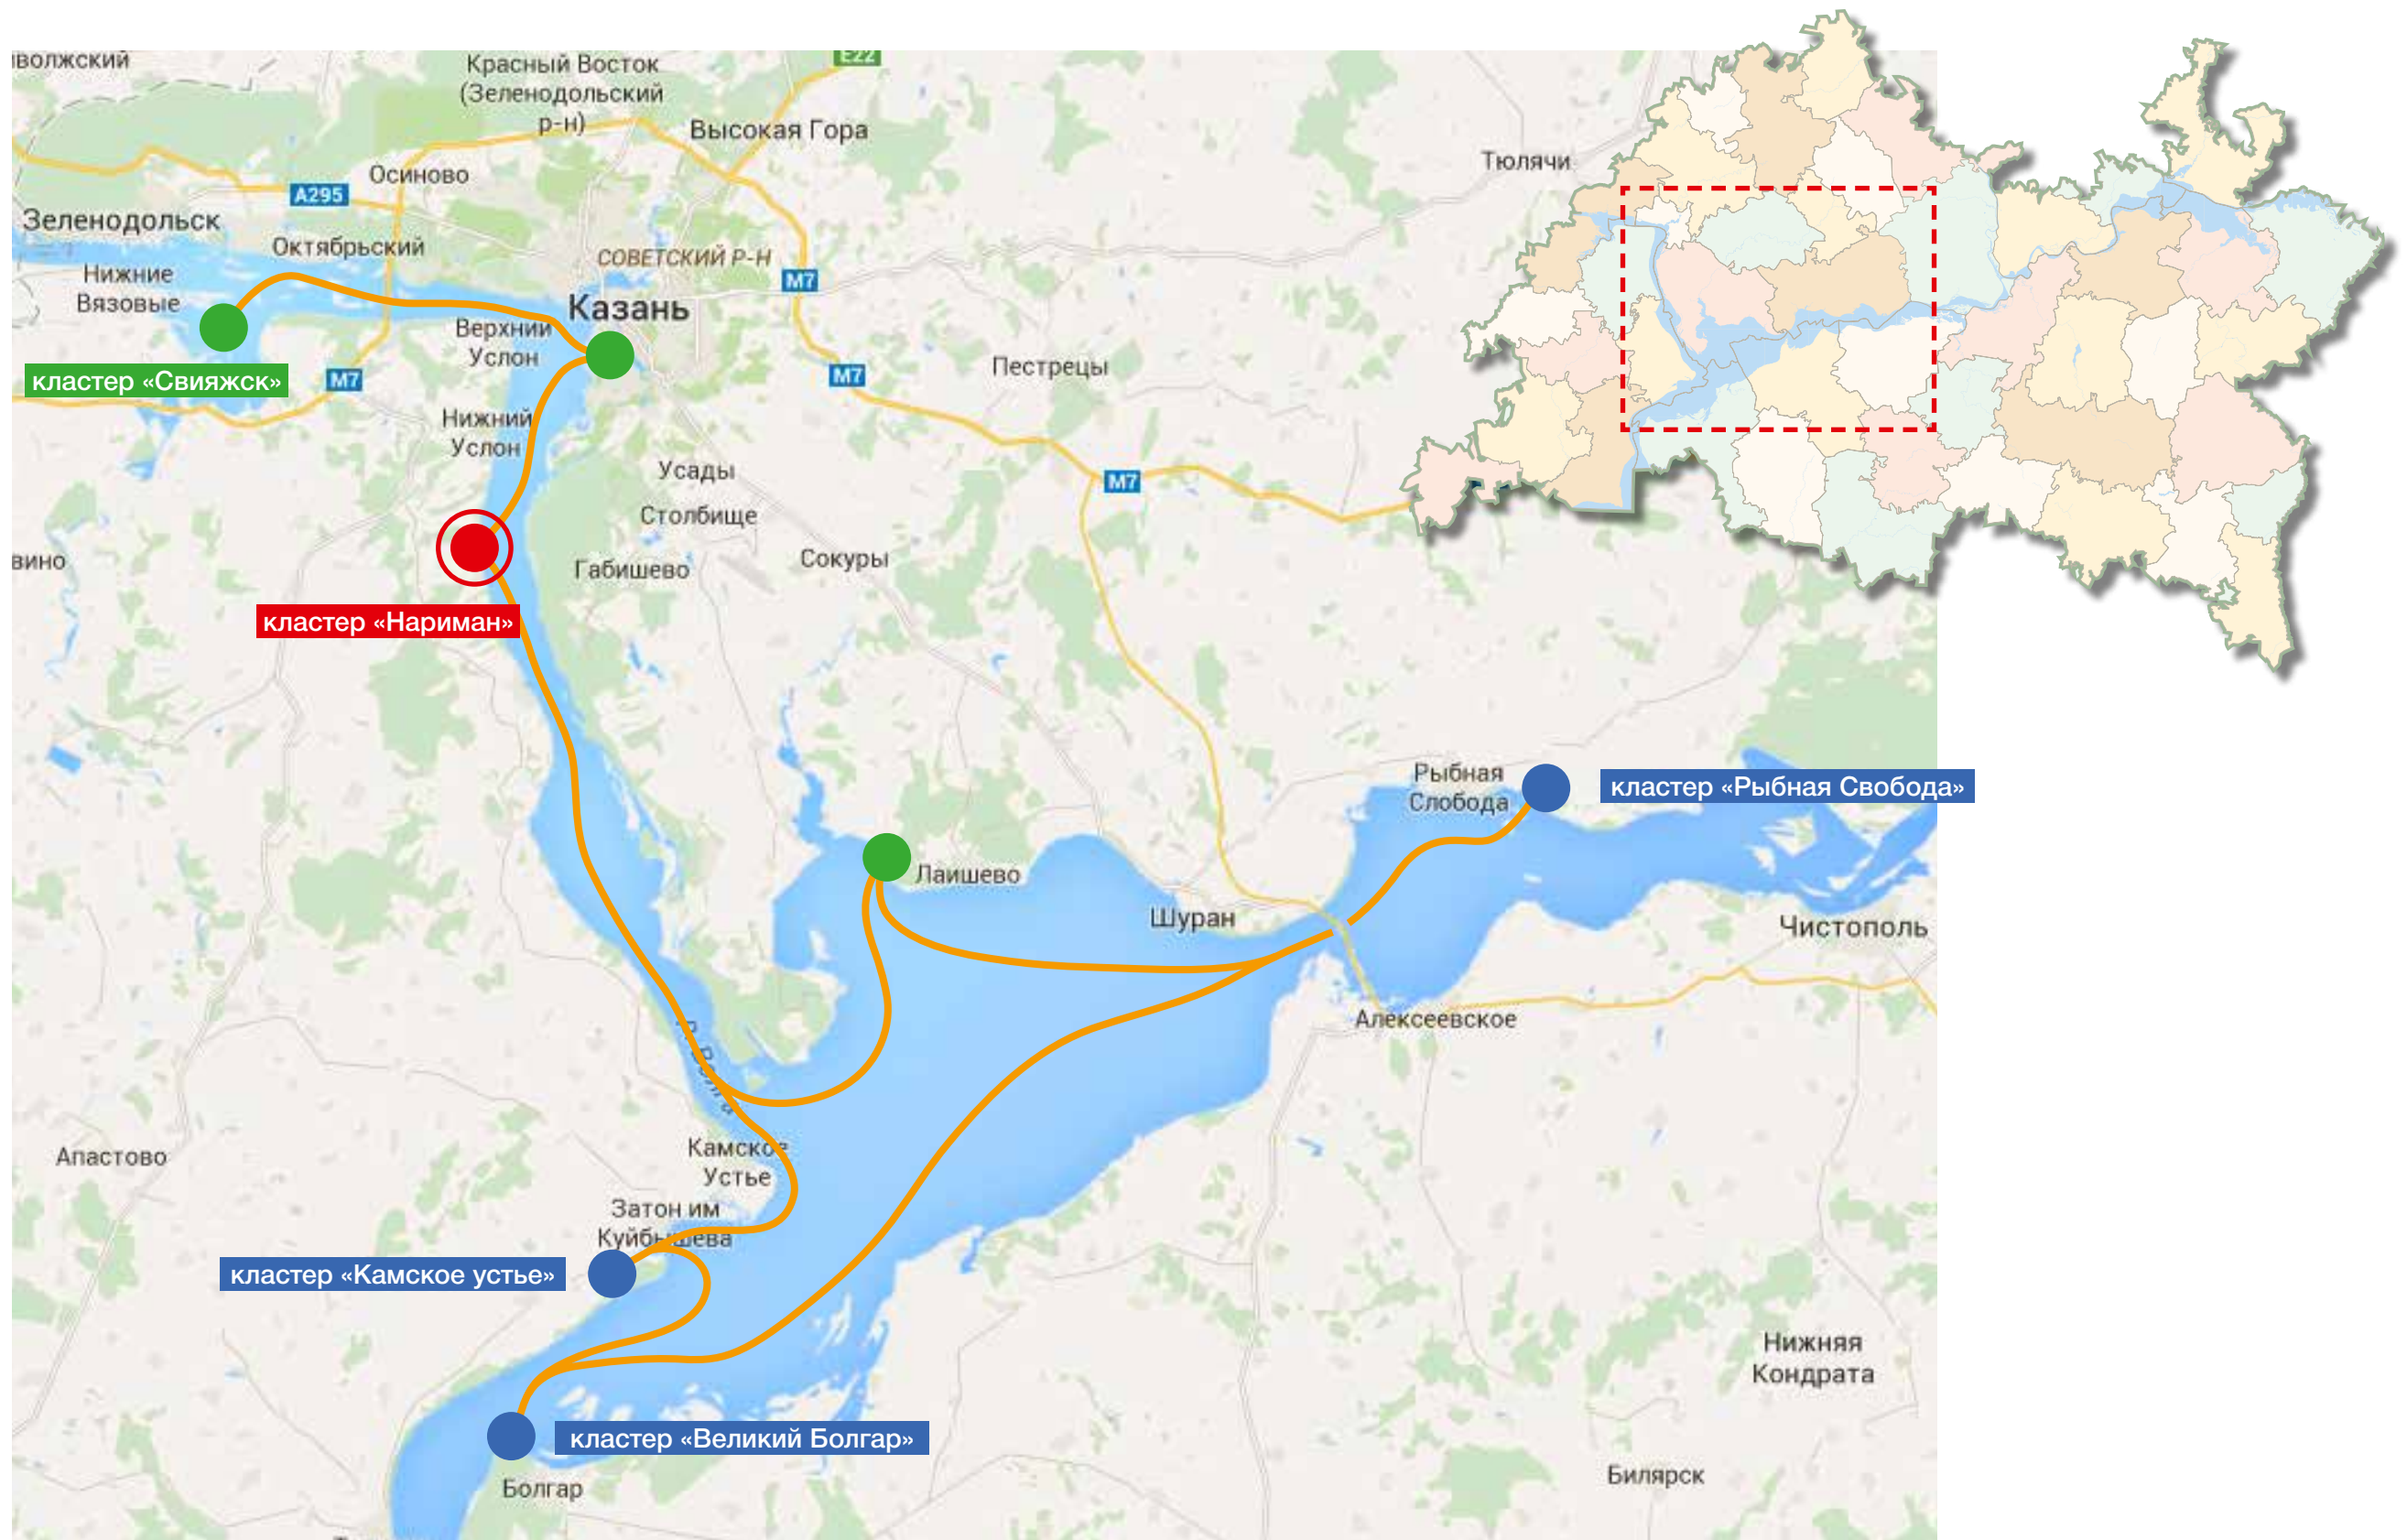 иволжский
Красный Восток
(Зеленодольский
р-н)
E22
Высокая Гора
Тюлячи
Осиново
A295
Зеленодольск
Октябрьский
СОВЕТСКИЙ Р-Н
M7
Нижние
Вязовые
Казань
Верхний
Услон
кластер «Свияжск»
M7
M7
Пестрецы
Нижний
Услон
Усады
M7
Столбище
вино
Габишево
Сокуры
кластер «Нариман»
Рыбная
Слобода
кластер «Рыбная Свобода»
Лаишево
Шуран
Чистополь
Алексеевское
р. Волга
Камское
Устье
Апастово
Затон им
Куйбышева
кластер «Камское устье»
Нижняя
Кондрата
кластер «Великий Болгар»
Болгар
Билярск